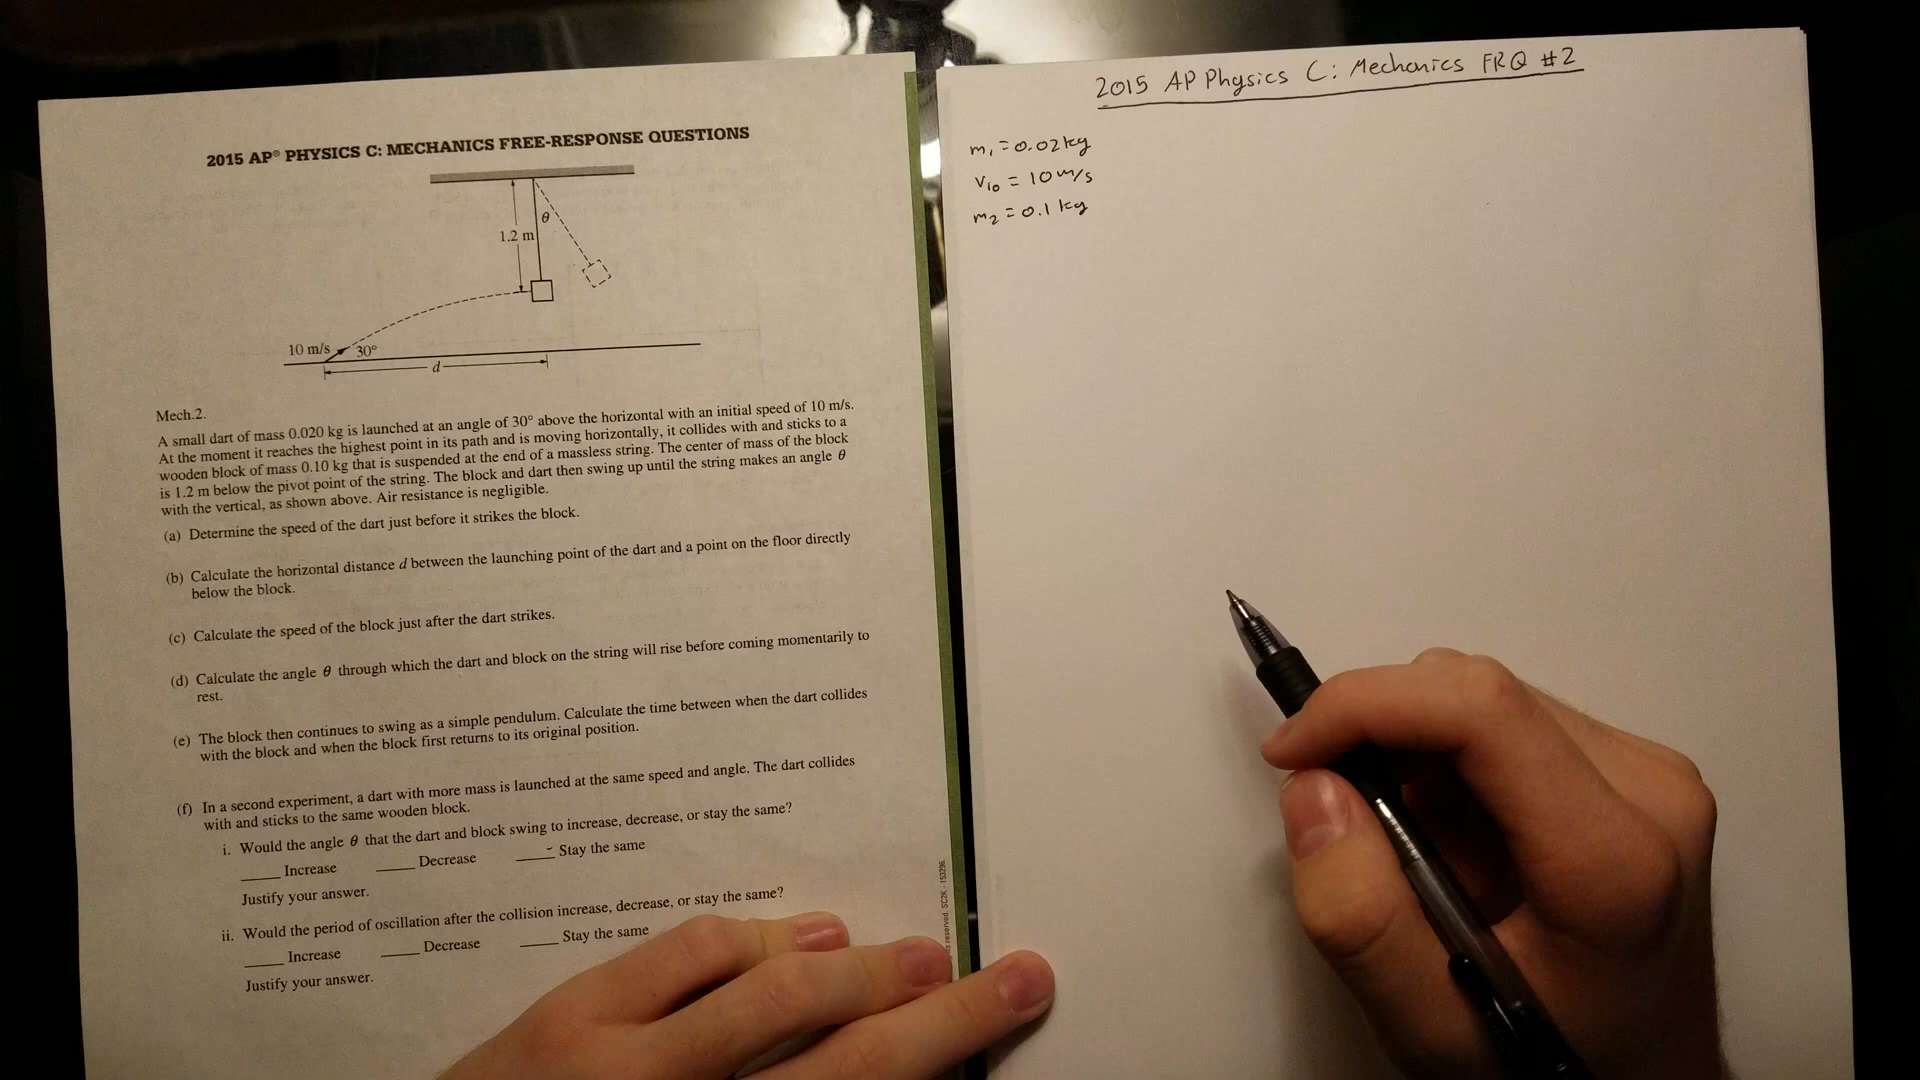 2015 AP® PHYSICS C: MECHANICS FREE-RESPONSE QUESTIONS
θ
1.2 m
10 m/s
30°
d
Mech.2.
A small dart of mass 0.020 kg is launched at an angle of 30° above the horizontal with an initial speed of 10 m/s.
At the moment it reaches the highest point in its path and is moving horizontally, it collides with and sticks to a
wooden block of mass 0.10 kg that is suspended at the end of a massless string. The center of mass of the block
is 1.2 m below the pivot point of the string. The block and dart then swing up until the string makes an angle θ
with the vertical, as shown above. Air resistance is negligible.
(a) Determine the speed of the dart just before it strikes the block.
(b) Calculate the horizontal distance d between the launching point of the dart and a point on the floor directly
below the block.
(c) Calculate the speed of the block just after the dart strikes.
(d) Calculate the angle θ through which the dart and block on the string will rise before coming momentarily to
rest.
(e) The block then continues to swing as a simple pendulum. Calculate the time between when the dart collides
with the block and when the block first returns to its original position.
(f) In a second experiment, a dart with more mass is launched at the same speed and angle. The dart collides
with and sticks to the same wooden block.
i. Would the angle θ that the dart and block swing to increase, decrease, or stay the same?
____ Increase ____ Decrease ____ Stay the same
Justify your answer.
ii. Would the period of oscillation after the collision increase, decrease, or stay the same?
____ Increase ____ Decrease ____ Stay the same
Justify your answer.
reserved. SC2K - 153296
2015 AP Physics C: Mechanics FRQ #2
m₁ = 0.02 kg
v₁₀ = 10 m/s
m₂ = 0.1 kg